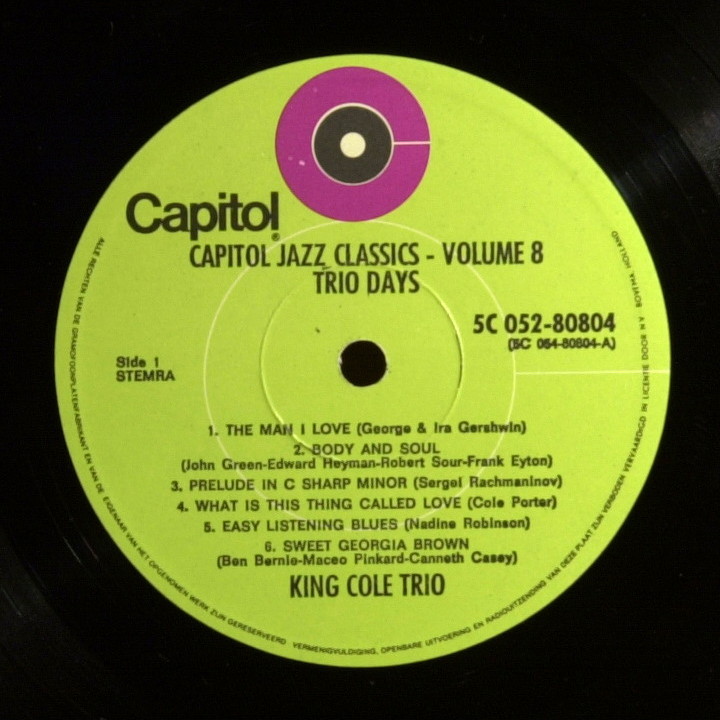 Capitol®
CAPITOL JAZZ CLASSICS - VOLUME 8
TRIO DAYS
5C 052-80804
(5C 054-80804-A)
Side 1
STEMRA
1. THE MAN I LOVE (George & Ira Gershwin)
2. BODY AND SOUL
(John Green-Edward Heyman-Robert Sour-Frank Eyton)
3. PRELUDE IN C SHARP MINOR (Sergei Rachmaninov)
4. WHAT IS THIS THING CALLED LOVE (Cole Porter)
5. EASY LISTENING BLUES (Nadine Robinson)
6. SWEET GEORGIA BROWN
(Ben Bernie-Maceo Pinkard-Canneth Casey)
KING COLE TRIO
ALLE RECHTEN VAN DE GRAMOFOONPLATENFABRIKANT EN VAN DE EIGENAAR VAN HET OPGENOMEN WERK ZIJN GERESERVEERD VERMENIGVULDIGING, OPENBARE UITVOERING EN RADIOUITZENDING VAN DEZE PLAAT ZIJN VERBODEN VERVAARDIGD IN LICENTIE DOOR N V BOVEMA HOLLAND